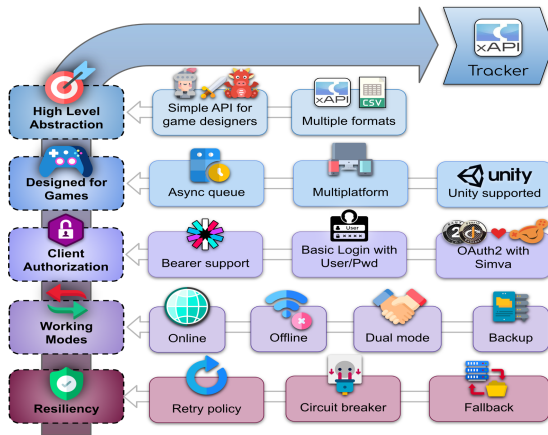 xAPI
Tracker
High Level
Abstraction
Simple API for
game designers
xAPI
CSV
Multiple formats
Designed for
Games
Async queue
Multiplatform
unity
Unity supported
Client
Authorization
Bearer support
User
Basic Login with
User/Pwd
2
OAuth2 with
Simva
Working
Modes
Online
Offline
Dual mode
Backup
Resiliency
Retry policy
Circuit breaker
Fallback